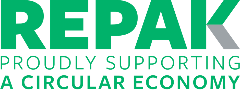 REPAK
PROUDLY SUPPORTING
A CIRCULAR ECONOMY